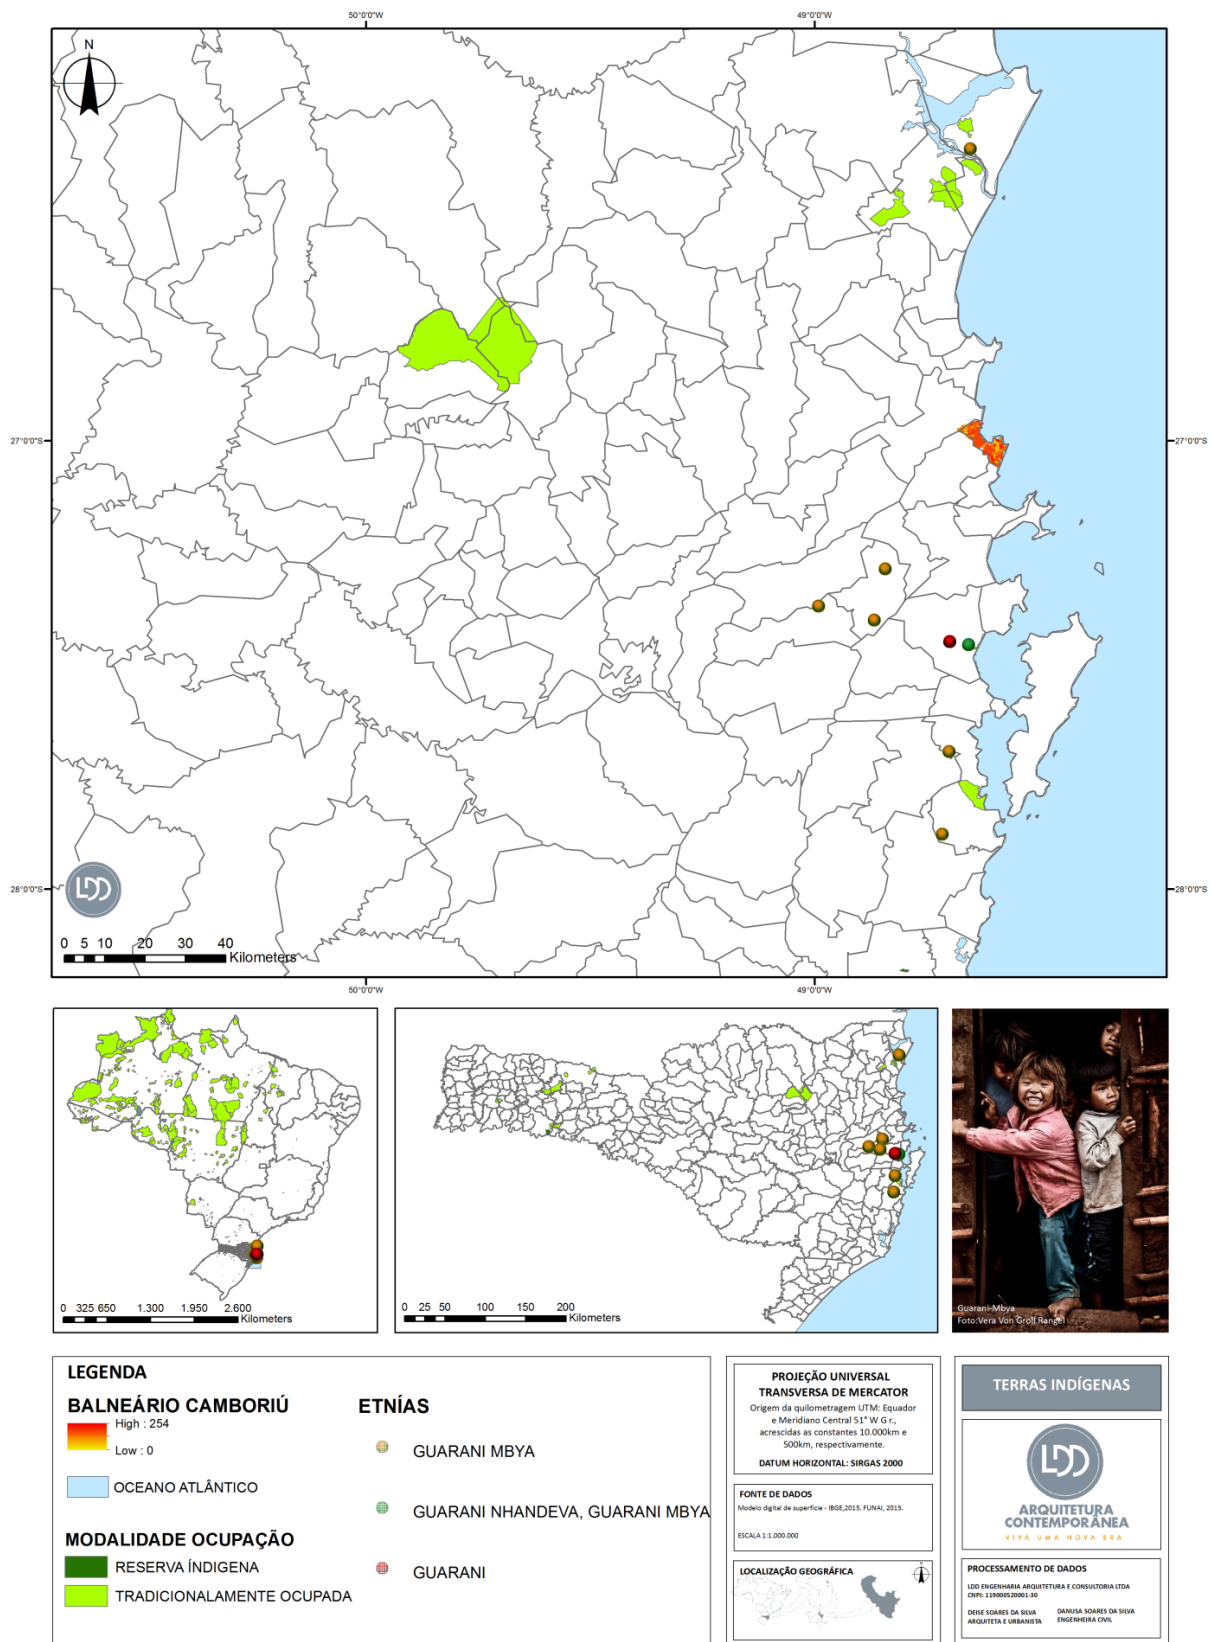 50°0'0"W
49°0'0"W
N
27°0'0"S
27°0'0"S
28°0'0"S
28°0'0"S
LDD
0 5 10 20 30 40
Kilometers
50°0'0"W
49°0'0"W
0 325 650 1.300 1.950 2.600
Kilometers
0 25 50 100 150 200
Kilometers
Guarani-Mbya
Foto:Vera Von Groll Rangel
LEGENDA
BALNEÁRIO CAMBORIÚ
High : 254
Low : 0
OCEANO ATLÂNTICO
MODALIDADE OCUPAÇÃO
RESERVA ÍNDIGENA
TRADICIONALAMENTE OCUPADA
ETNÍAS
GUARANI MBYA
GUARANI NHANDEVA, GUARANI MBYA
GUARANI
PROJEÇÃO UNIVERSAL
TRANSVERSA DE MERCATOR
Origem da quilometragem UTM: Equador
e Meridiano Central 51° W G r.,
acrescidas as constantes 10.000km e
500km, respectivamente.
DATUM HORIZONTAL: SIRGAS 2000
FONTE DE DADOS
Modelo digital de superfície - IBGE,2015. FUNAI, 2015.
ESCALA 1:1.000.000
LOCALIZAÇÃO GEOGRÁFICA
N
TERRAS INDÍGENAS
LDD
ARQUITETURA
CONTEMPORÂNEA
VIVA UMA NOVA ERA
PROCESSAMENTO DE DADOS
LDD ENGENHARIA ARQUITETURA E CONSULTORIA LTDA
CNPJ: 119000520001-30
DEISE SOARES DA SILVA
ARQUITETA E URBANISTA
DANUSA SOARES DA SILVA
ENGENHEIRA CIVIL